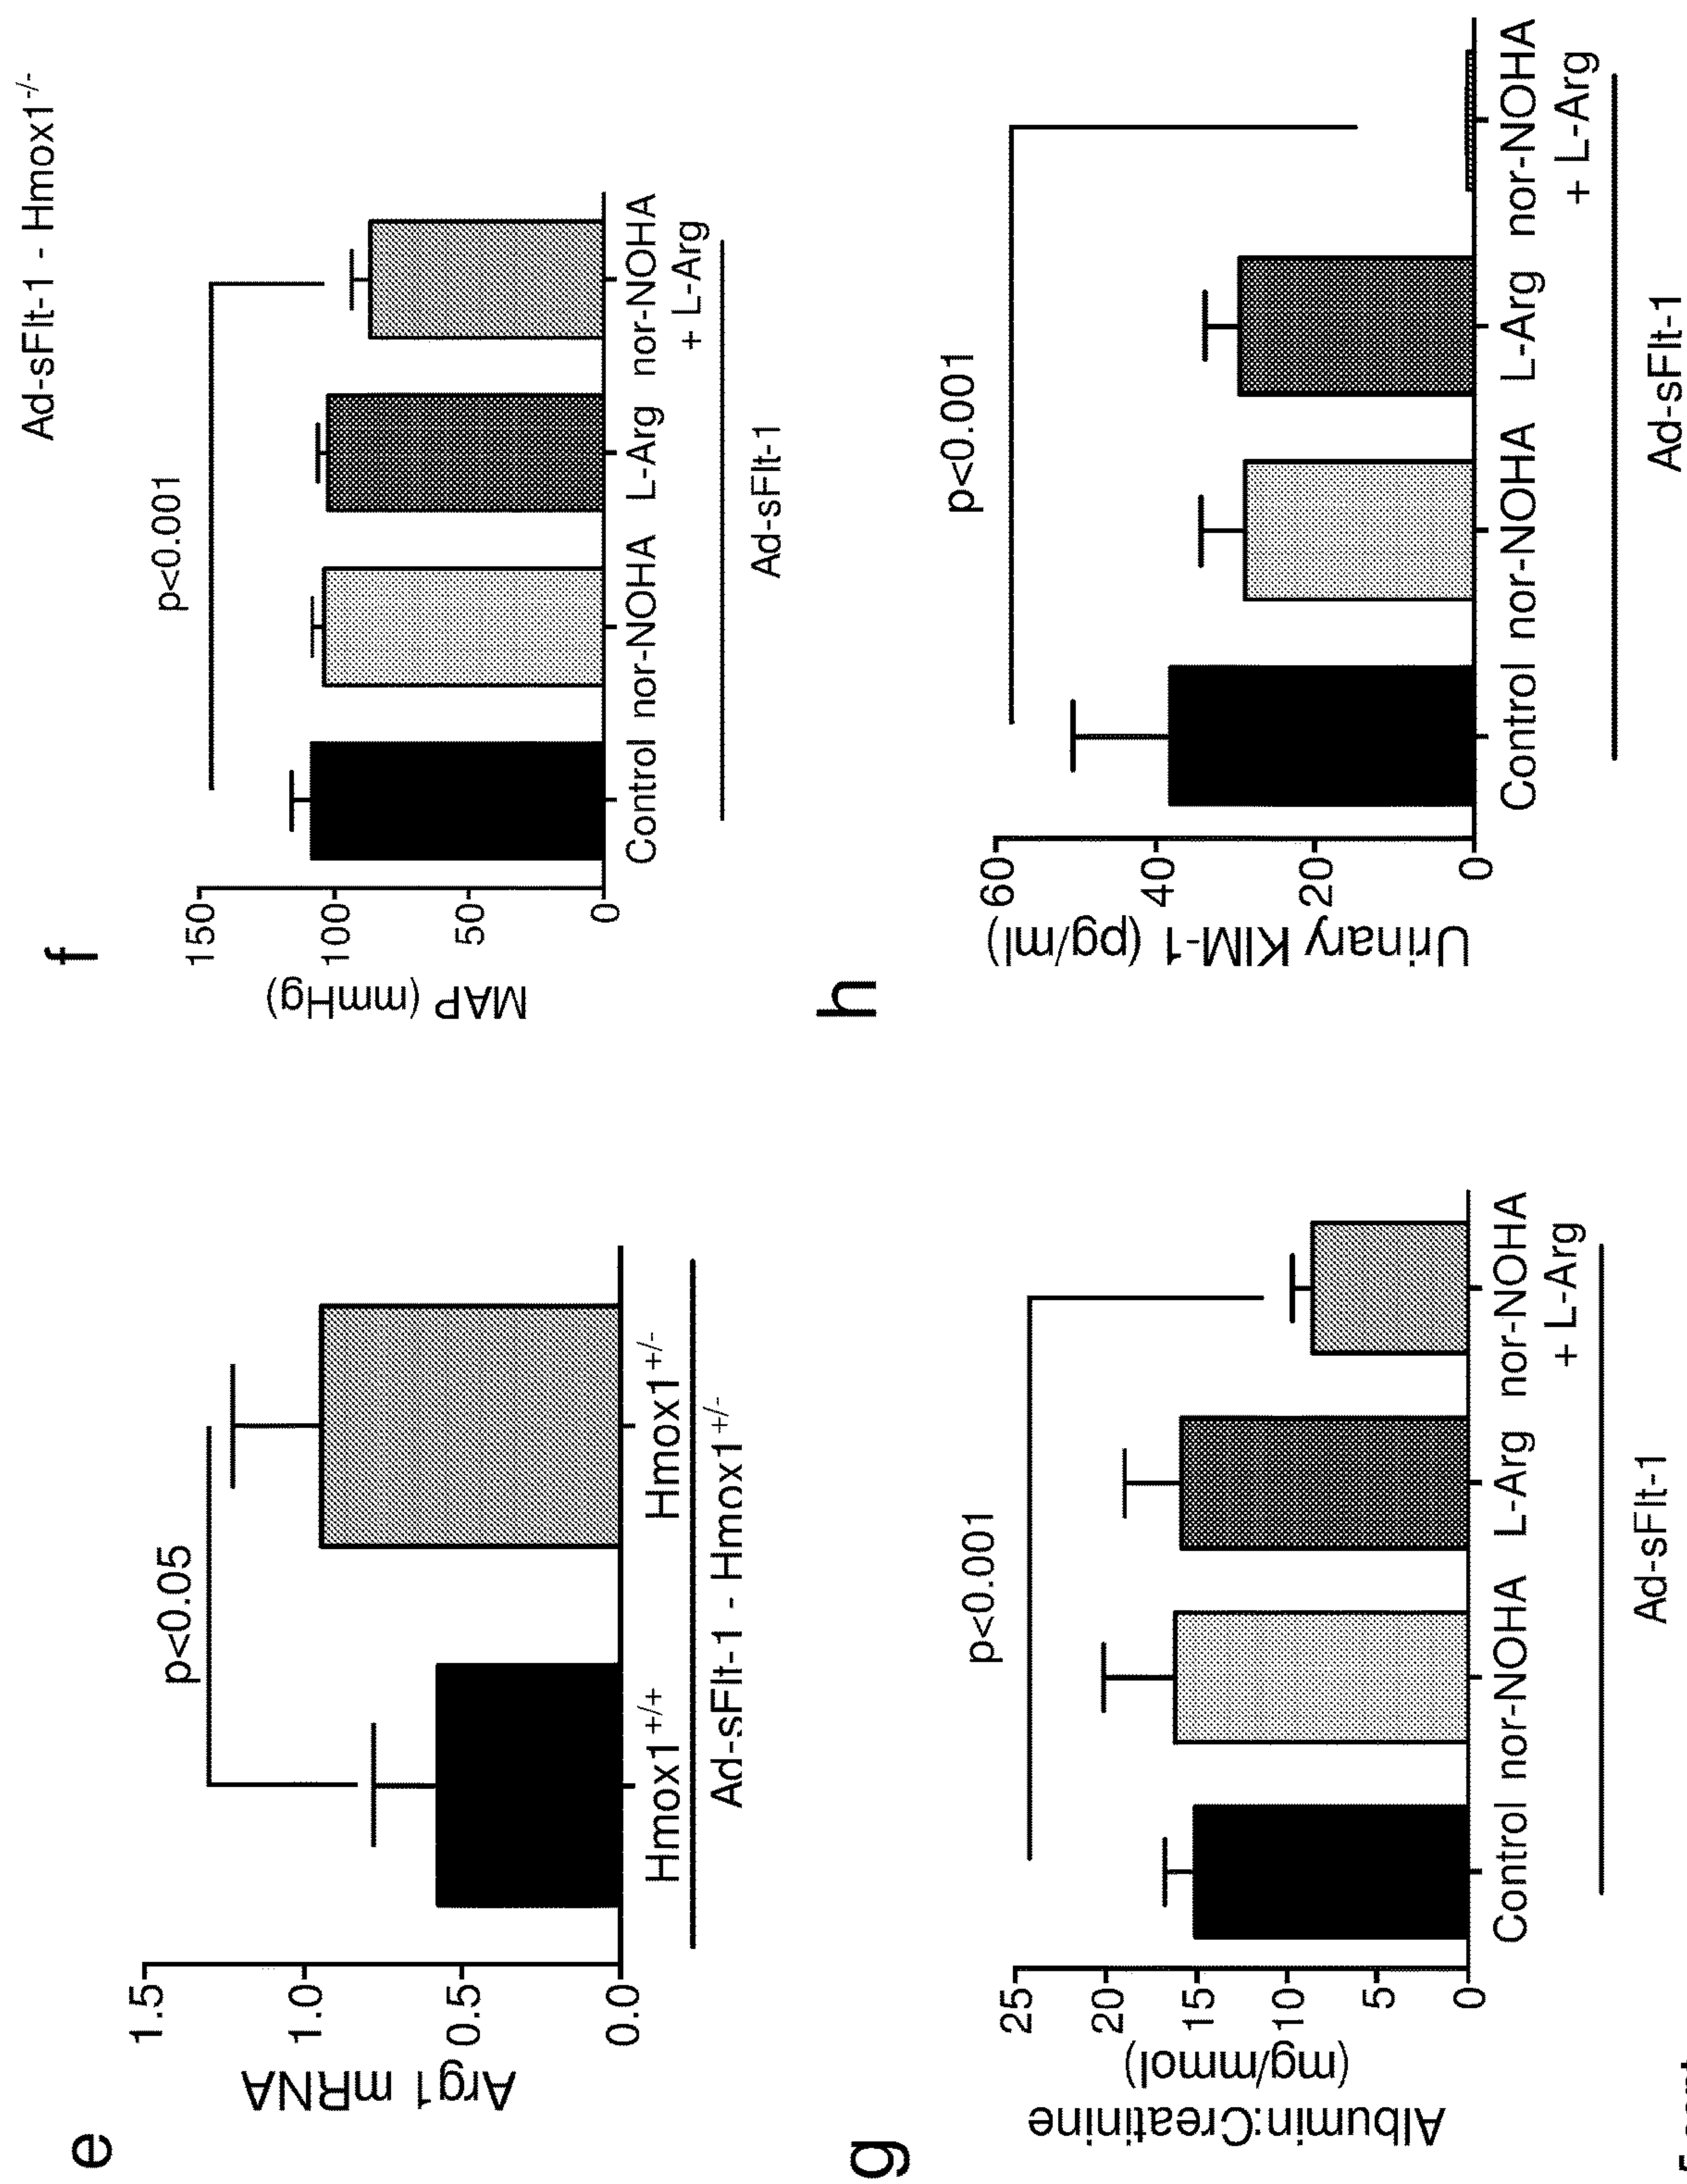 Ad-sFlt-1 - Hmox1-/-
e
Arg1 mRNA
1.5
1.0
0.5
0.0
p<0.05
Hmox1+/+ Hmox1+/-
Ad-sFlt-1 - Hmox1+/-
f
MAP (mmHg)
150
100
50
0
p<0.001
Control nor-NOHA L-Arg nor-NOHA
+ L-Arg
Ad-sFlt-1
g
Albumin:Creatinine
(mg/mmol)
25
20
15
10
5
0
p<0.001
Control nor-NOHA L-Arg nor-NOHA
+ L-Arg
Ad-sFlt-1
h
Urinary KIM-1 (pg/ml)
60
40
20
0
p<0.001
Control nor-NOHA L-Arg nor-NOHA
+ L-Arg
Ad-sFlt-1